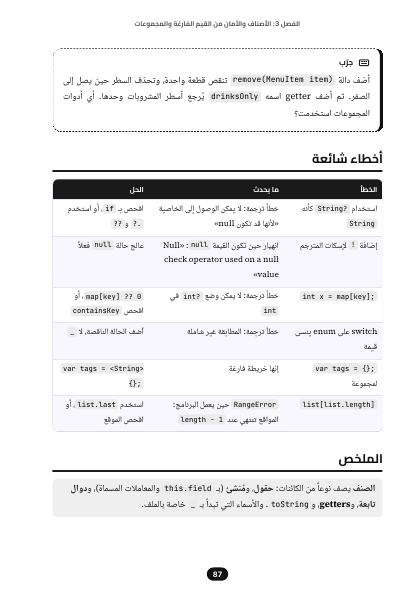 الفصل 3: الأصناف والأمان من القيم الفارغة والمجموعات
جرّب
أضف دالة remove(MenuItem item) تنقص قطعة واحدة، وتحذف السطر حين يصل إلى
الصفر. ثم أضف getter اسمه drinksOnly يُرجع أسطر المشروبات وحدها. أي أدوات
المجموعات استخدمت؟
أخطاء شائعة
الخطأ ما يحدث الحل
استخدام String? كأنه
String
خطأ ترجمة: لا يمكن الوصول إلى الخاصية
«لأنها قد تكون null»
افحص بـ if ، أو استخدم
?. و ??
إضافة ! لإسكات المترجم
انهيار حين تكون القيمة null : «Null
check operator used on a null
value»
عالج حالة null فعلاً
int x = map[key];
خطأ ترجمة: لا يمكن وضع int? في
int
map[key] ?? 0 ، أو
افحص containsKey
switch على enum ينسى
قيمة
خطأ ترجمة: المطابقة غير شاملة
أضف الحالة الناقصة، لا _
var tags = {};
لمجموعة
إنها خريطة فارغة
var tags = <String>
{};
list[list.length]
RangeError حين يعمل البرنامج:
المواقع تنتهي عند length - 1
استخدم list.last ، أو
افحص الموقع
الملخص
الصنف يصف نوعاً من الكائنات: حقول، ومُنشئ (بـ this.field والمعاملات المسماة)، ودوال
تابعة، وgetters، و toString . والأسماء التي تبدأ بـ _ خاصة بالملف.
87